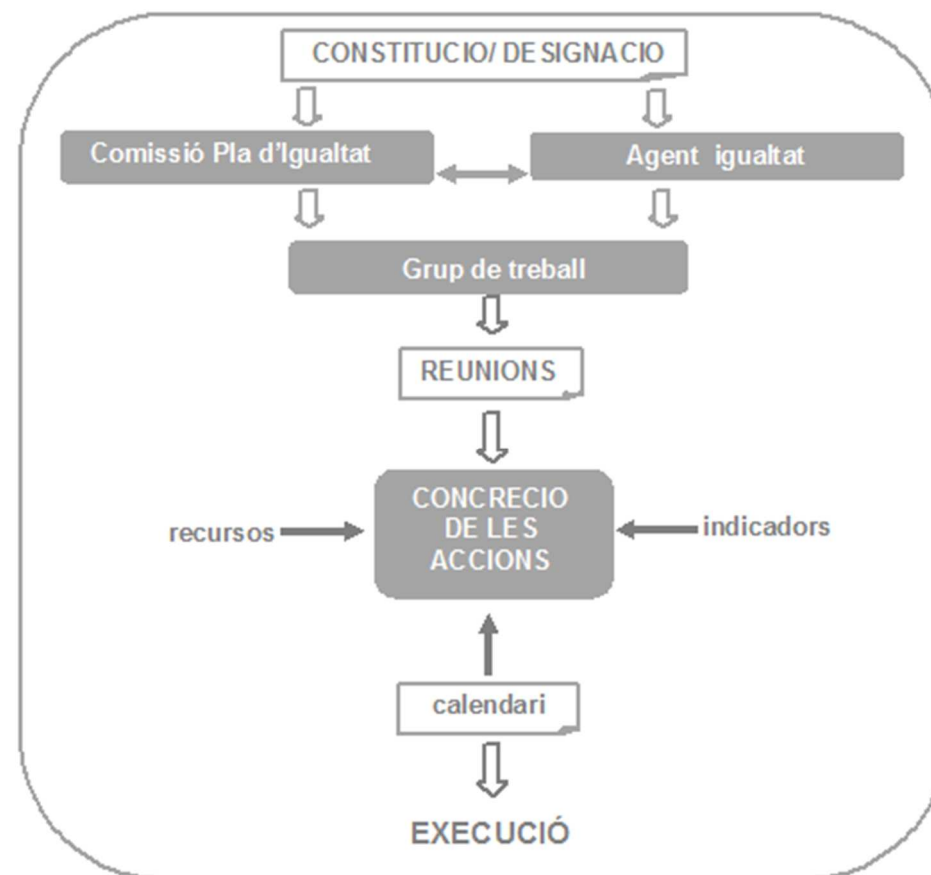 CONSTITUCIO/ DESIGNACIO
Comissió Pla d'Igualtat
Agent igualtat
Grup de treball
REUNIONS
CONCRECIO
DE LES
ACCIONS
recursos
indicadors
calendari
EXECUCIÓ